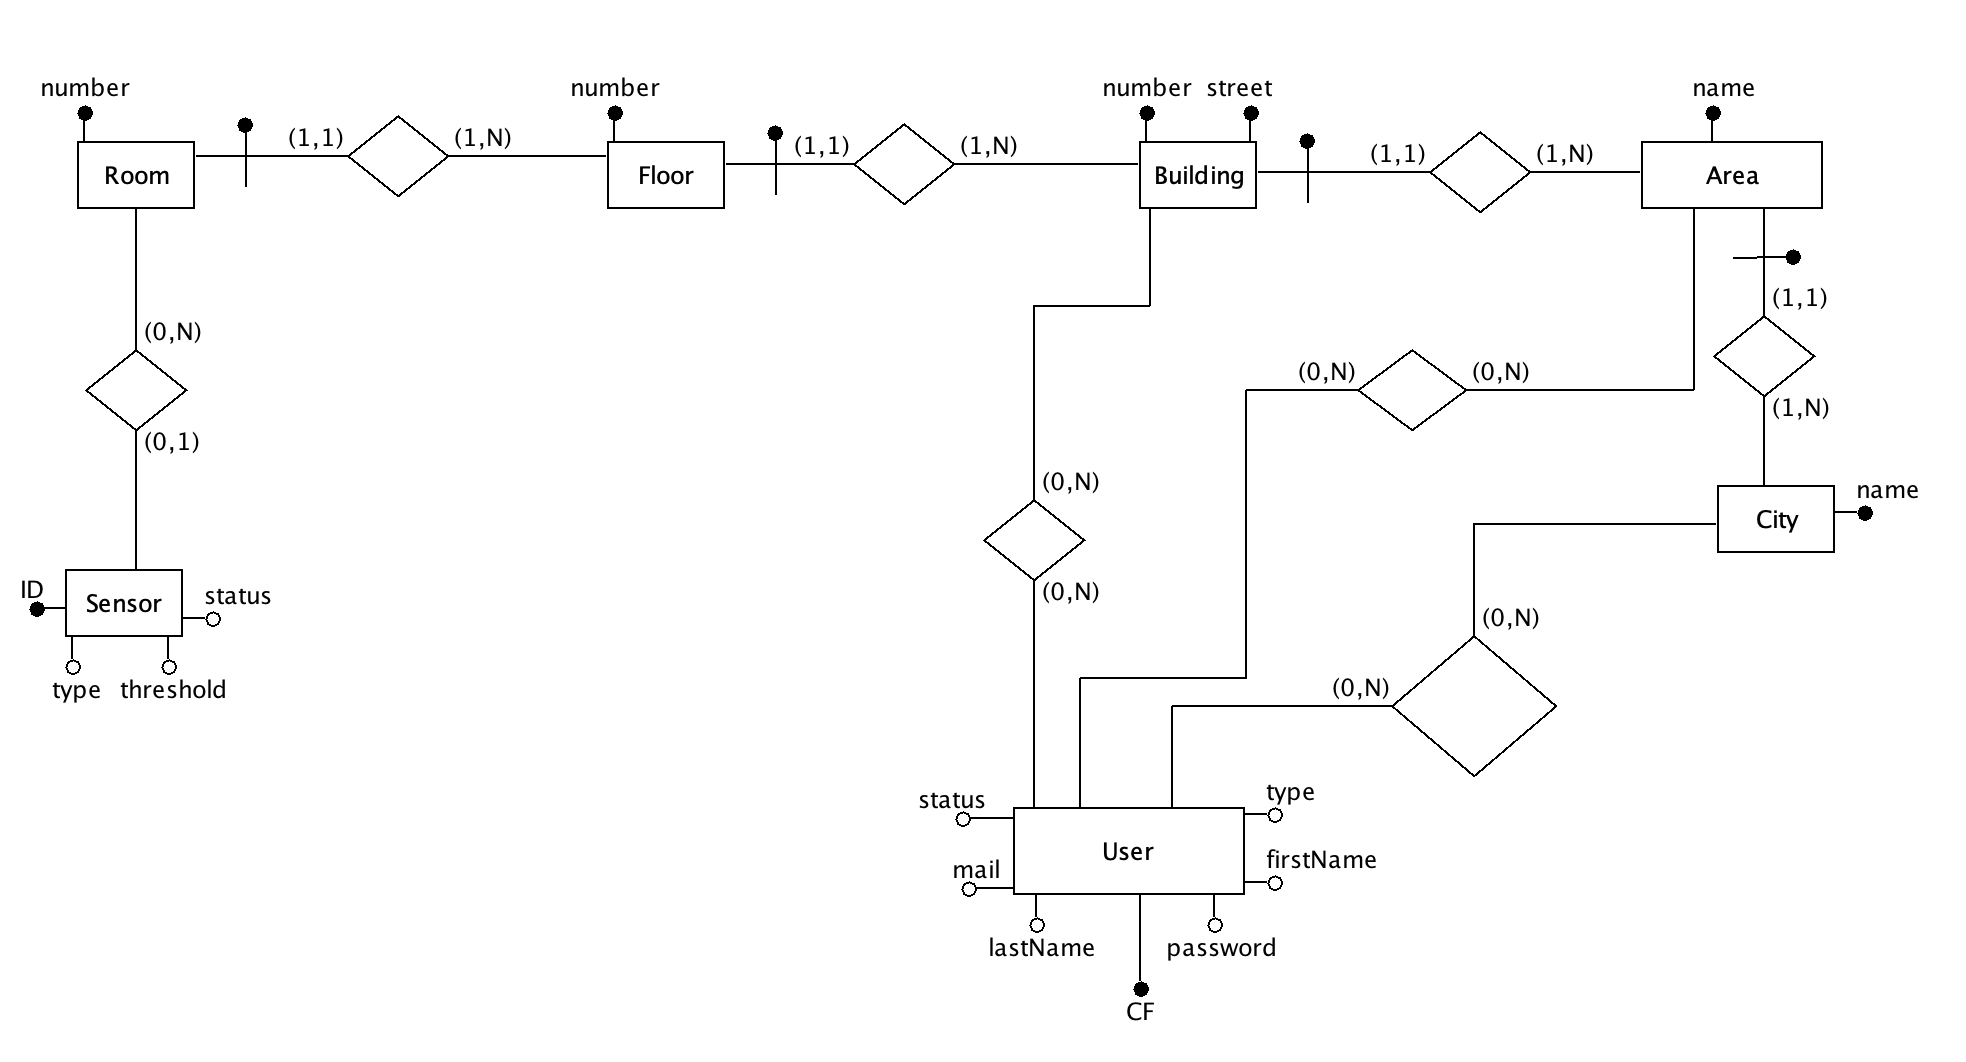 number
number
number street
name
(1,1)
(1,N)
(1,1)
(1,N)
(1,1)
(1,N)
Room
Floor
Building
Area
(1,1)
(0,N)
(0,N)
(0,N)
(1,N)
(0,1)
(0,N)
name
City
ID
Sensor
status
(0,N)
(0,N)
type
threshold
(0,N)
status
type
User
mail
firstName
lastName
password
CF